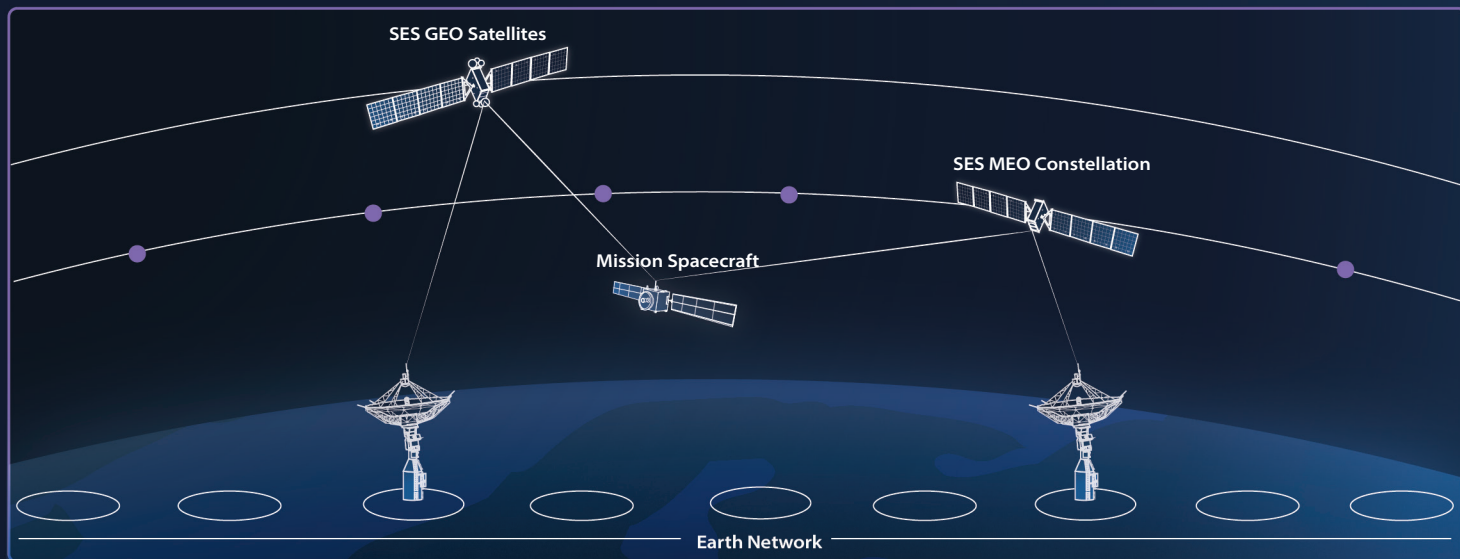 SES GEO Satellites
SES MEO Constellation
Mission Spacecraft
Earth Network